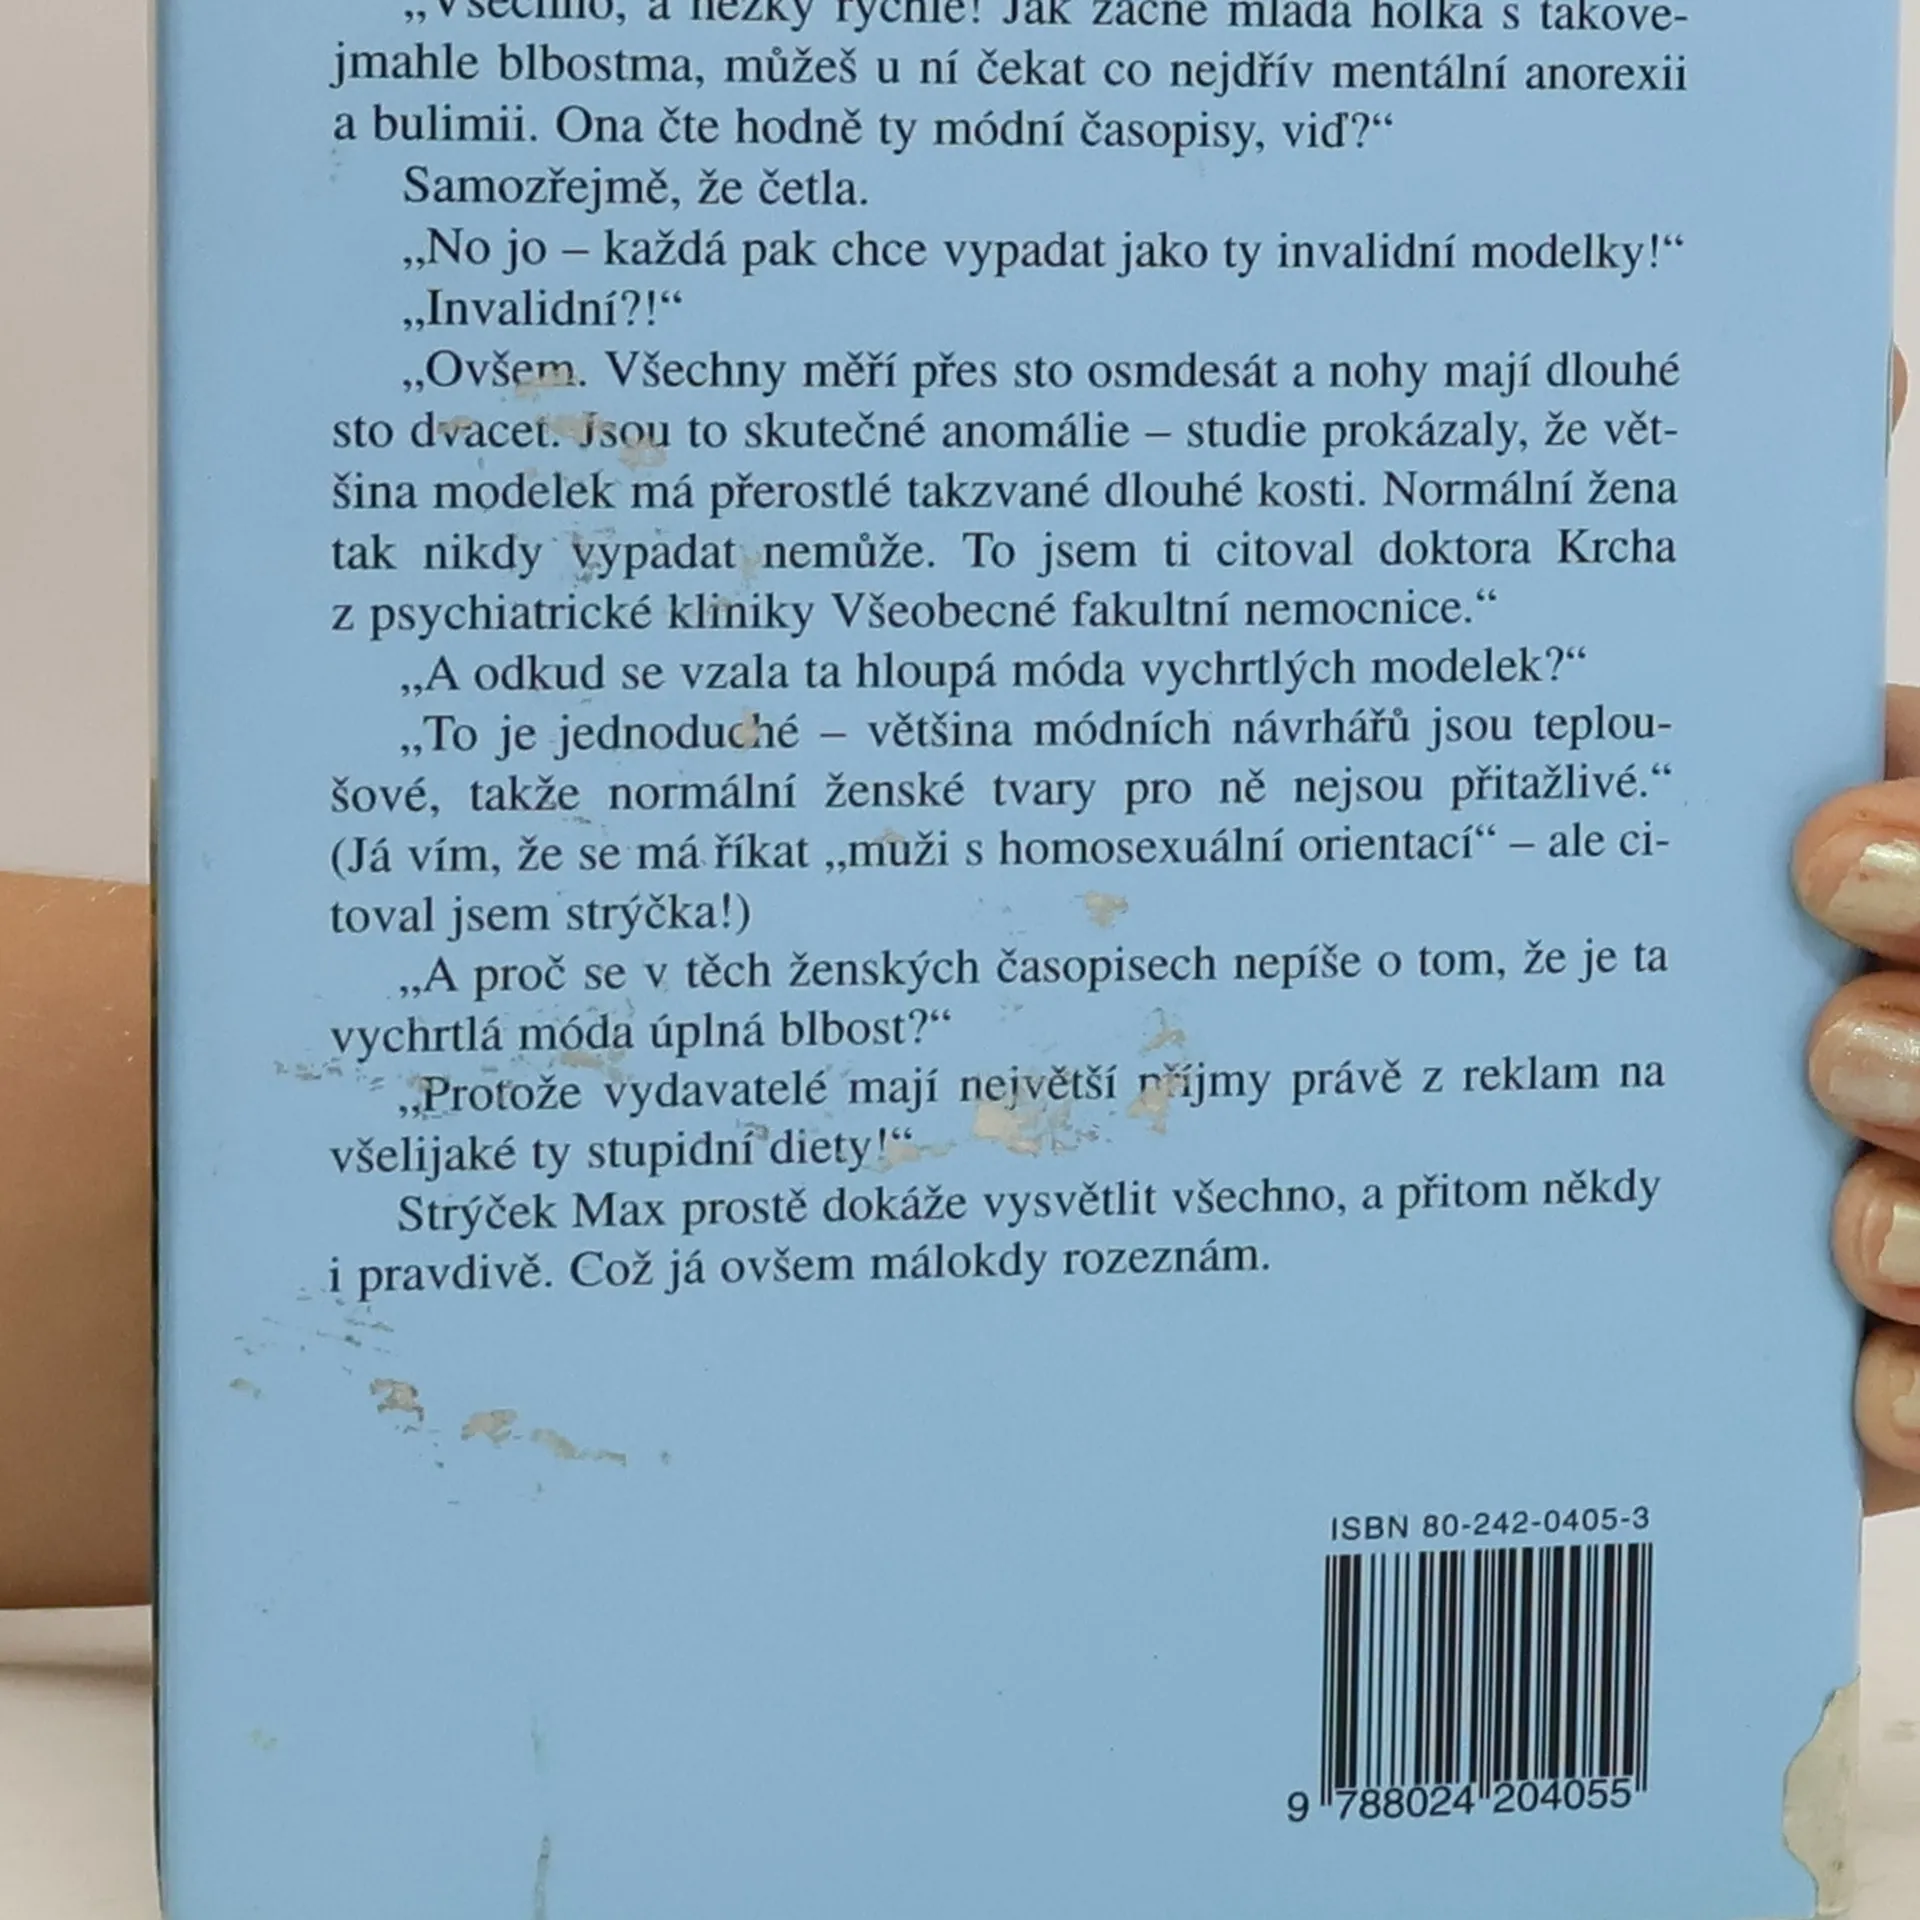 „Všechno, a hezky rychle! Jak začne mladá holka s takové-
jmahle blbostma, můžeš u ní čekat co nejdřív mentální anorexii
a bulimii. Ona čte hodně ty módní časopisy, viď?“
Samozřejmě, že četla.
„No jo – každá pak chce vypadat jako ty invalidní modelky!“
„Invalidní?!“
„Ovšem. Všechny měří přes sto osmdesát a nohy mají dlouhé
sto dvacet. Jsou to skutečné anomálie – studie prokázaly, že vět-
šina modelek má přerostlé takzvané dlouhé kosti. Normální žena
tak nikdy vypadat nemůže. To jsem ti citoval doktora Krcha
z psychiatrické kliniky Všeobecné fakultní nemocnice.“
„A odkud se vzala ta hloupá móda vychrtlých modelek?“
„To je jednoduché – většina módních návrhářů jsou teplou-
šové, takže normální ženské tvary pro ně nejsou přitažlivé.“
(Já vím, že se má říkat „muži s homosexuální orientací“ – ale ci-
toval jsem strýčka!)
„A proč se v těch ženských časopisech nepíše o tom, že je ta
vychrtlá móda úplná blbost?“
„Protože vydavatelé mají největší příjmy právě z reklam na
všelijaké ty stupidní diety!“
Strýček Max prostě dokáže vysvětlit všechno, a přitom někdy
i pravdivě. Což já ovšem málokdy rozeznám.
ISBN 80-242-0405-3
9 788024 204055